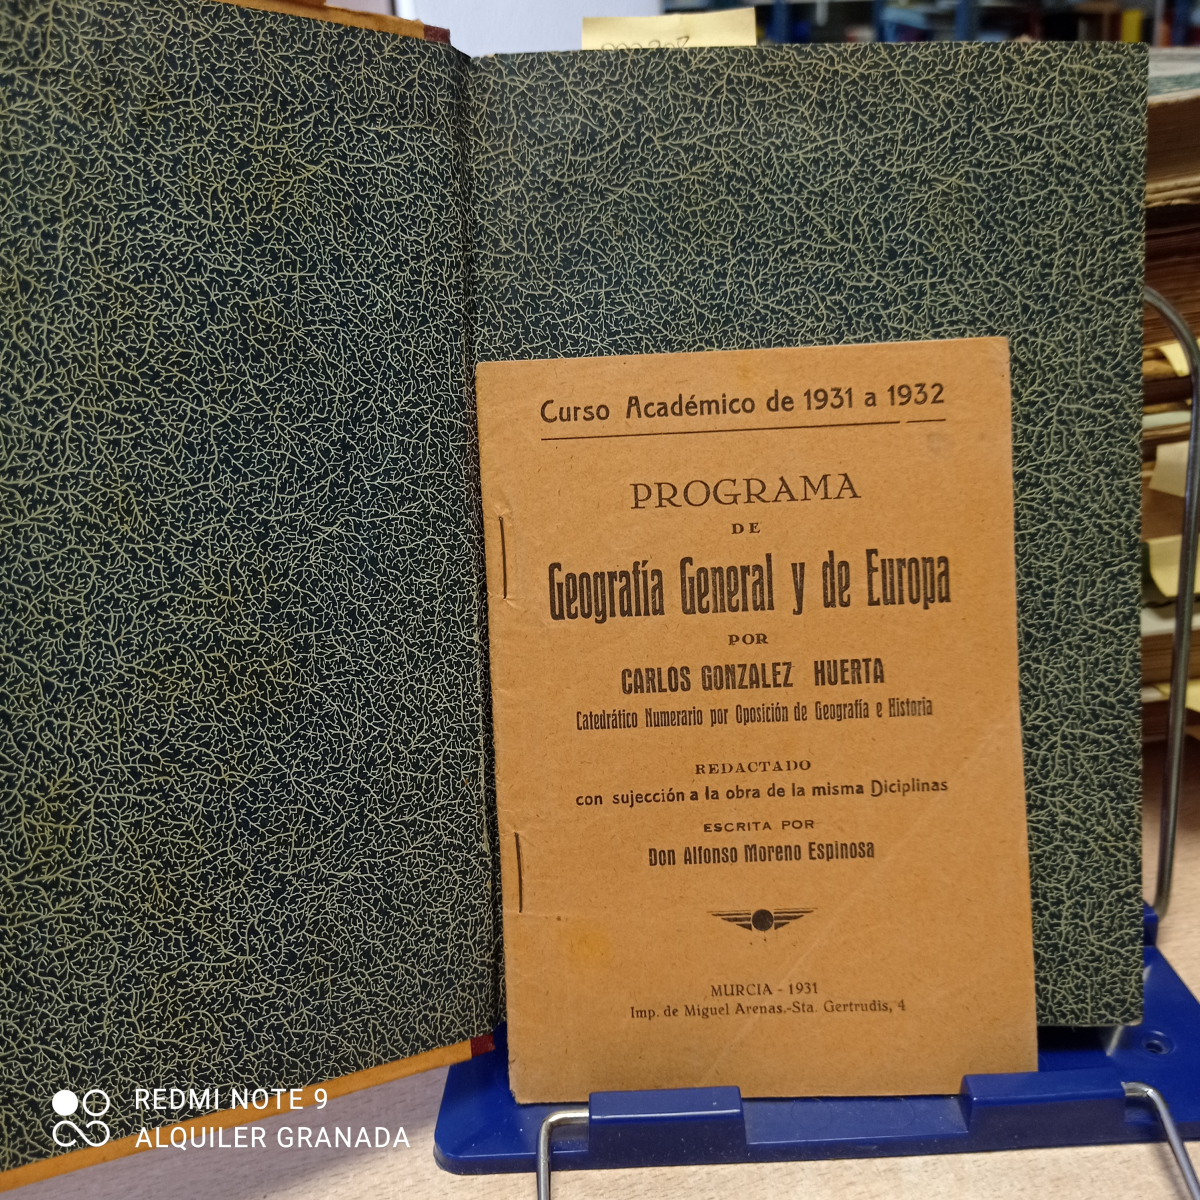 Curso Académico de 1931 a 1932
PROGRAMA
DE
Geografía General y de Europa
POR
CARLOS GONZALEZ HUERTA
Catedrático Numerario por Oposición de Geografía e Historia
REDACTADO
con sujección a la obra de la misma Diciplinas
ESCRITA POR
Don Alfonso Moreno Espinosa
MURCIA - 1931
Imp. de Miguel Arenas.-Sta. Gertrudis, 4
REDMI NOTE 9
ALQUILER GRANADA